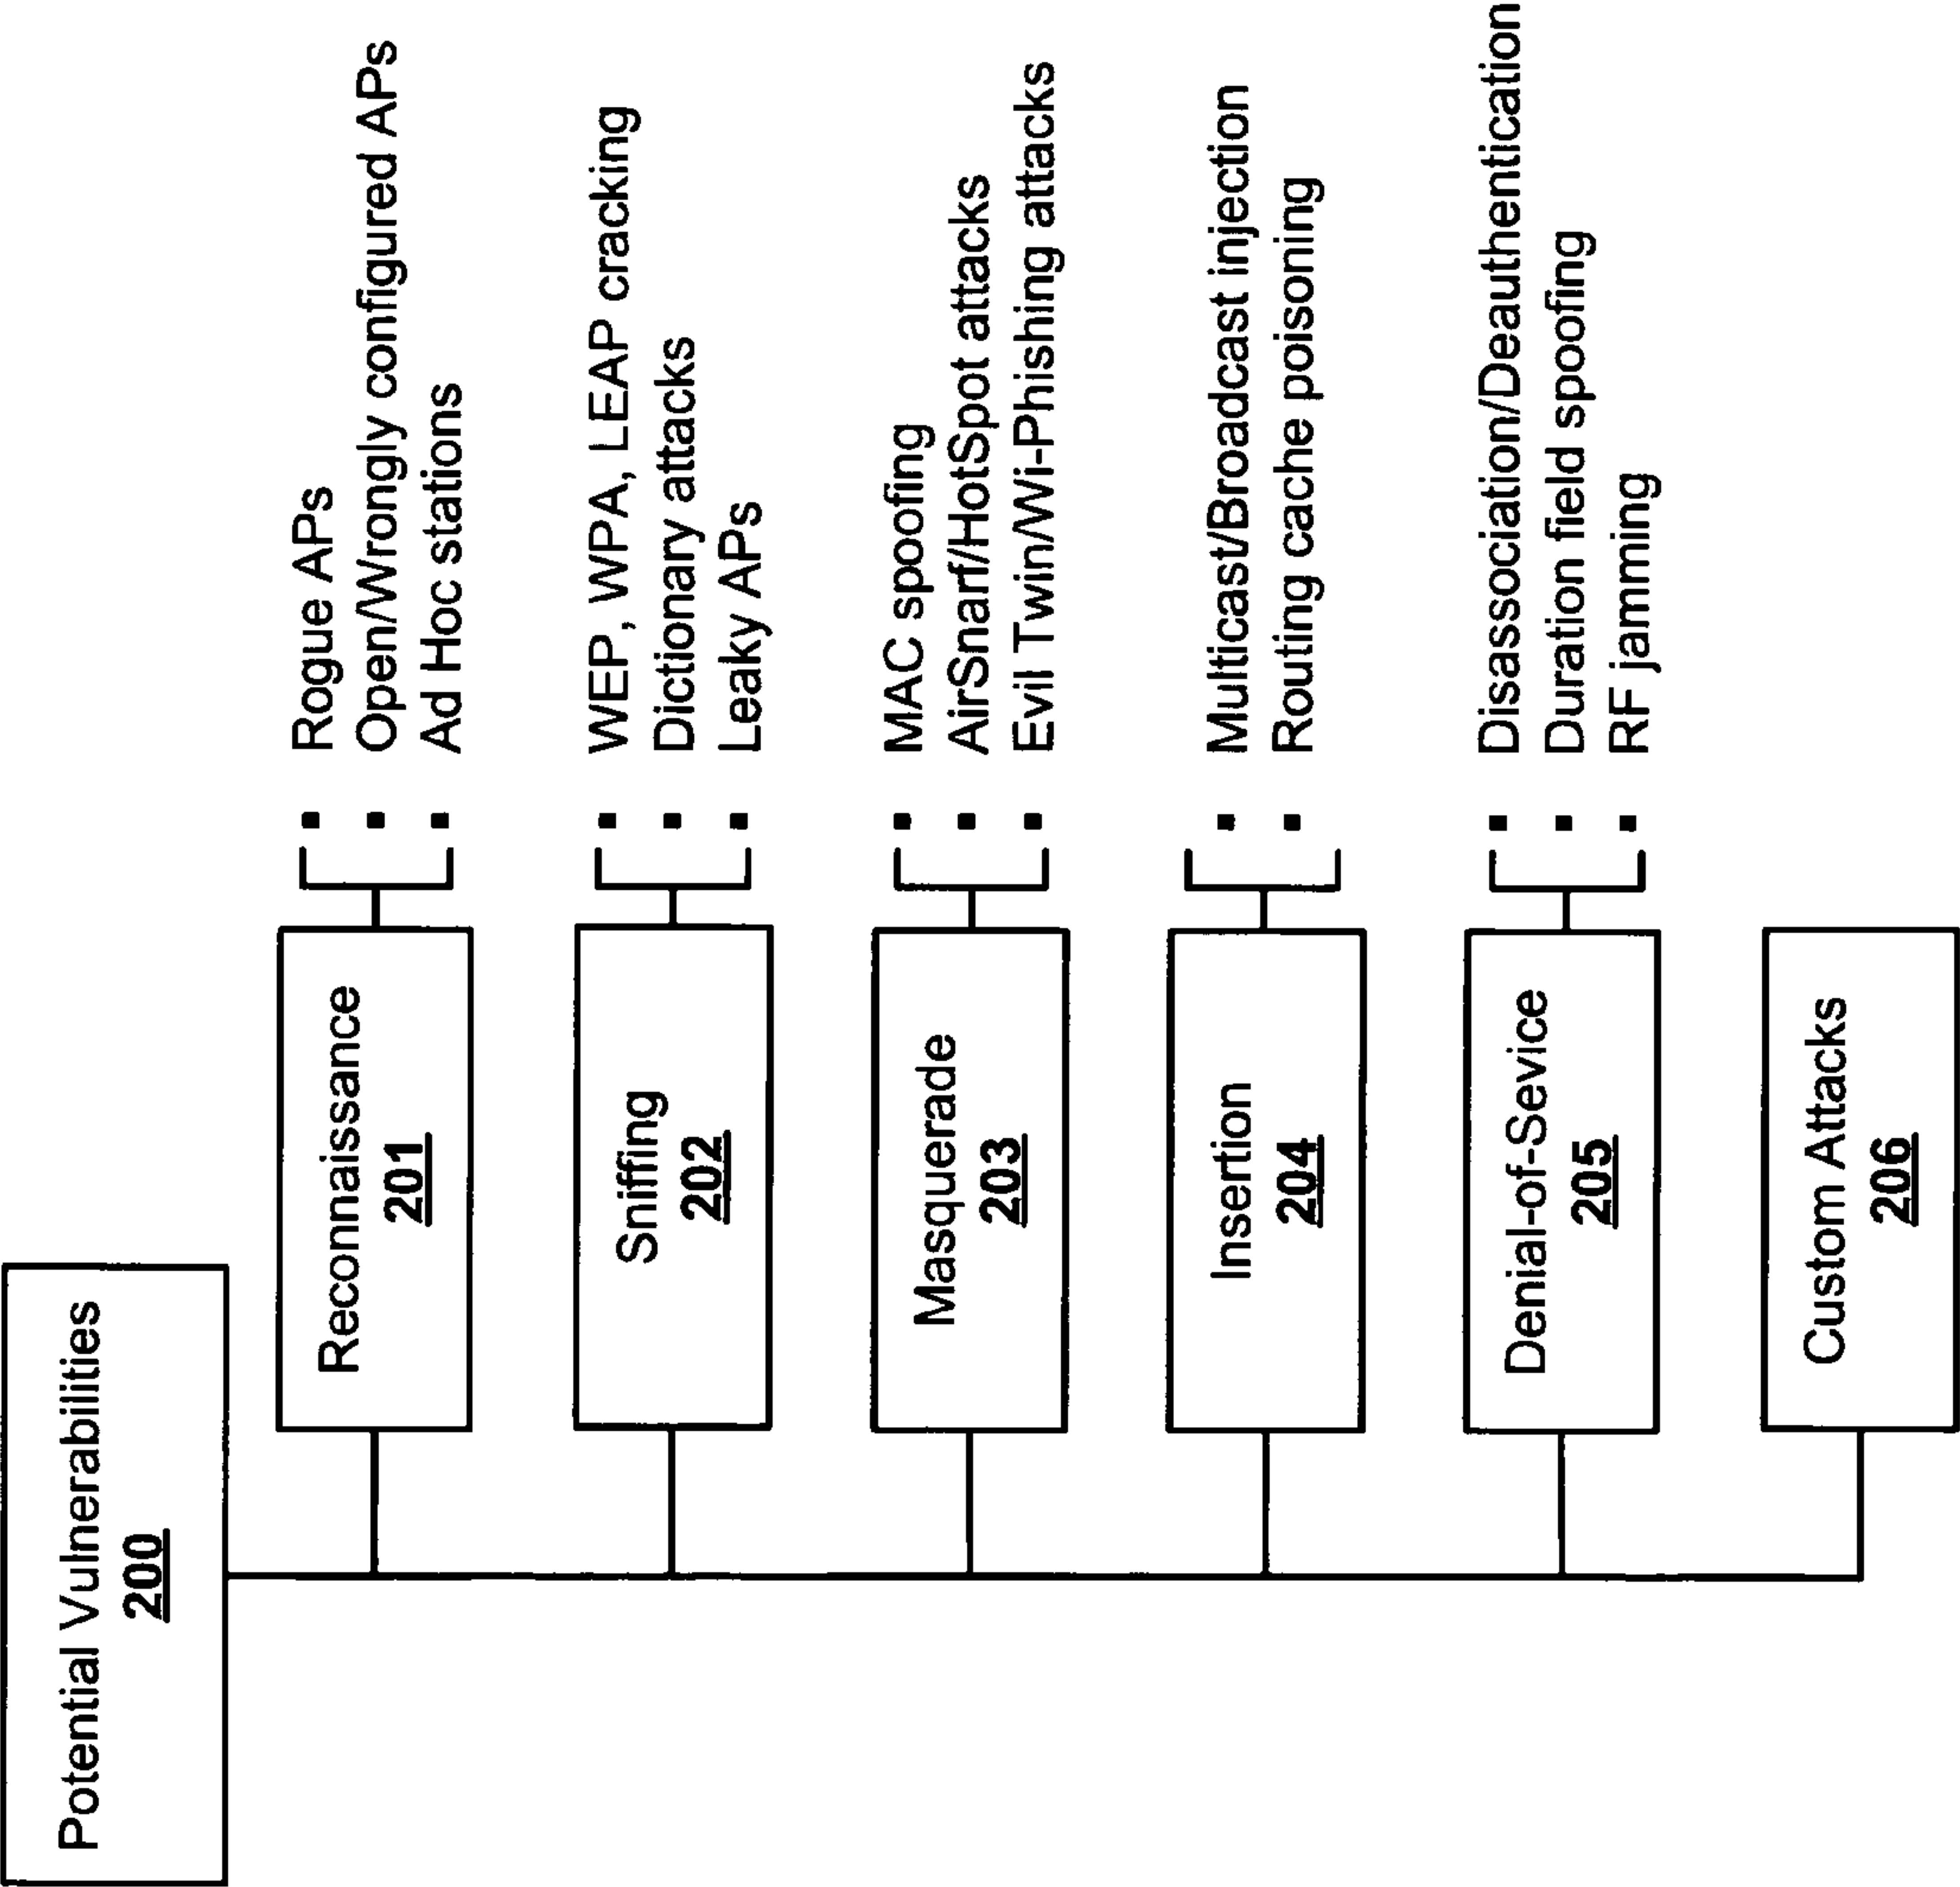 Potential Vulnerabilities
200
Reconnaissance
201
▪ Rogue APs
▪ Open/Wrongly configured APs
▪ Ad Hoc stations
Sniffing
202
▪ WEP, WPA, LEAP cracking
▪ Dictionary attacks
▪ Leaky APs
Masquerade
203
▪ MAC spoofing
▪ AirSnarf/HotSpot attacks
▪ Evil Twin/Wi-Phishing attacks
Insertion
204
▪ Multicast/Broadcast injection
▪ Routing cache poisoning
Denial-of-Sevice
205
▪ Disassociation/Deauthentication
▪ Duration field spoofing
▪ RF jamming
Custom Attacks
206